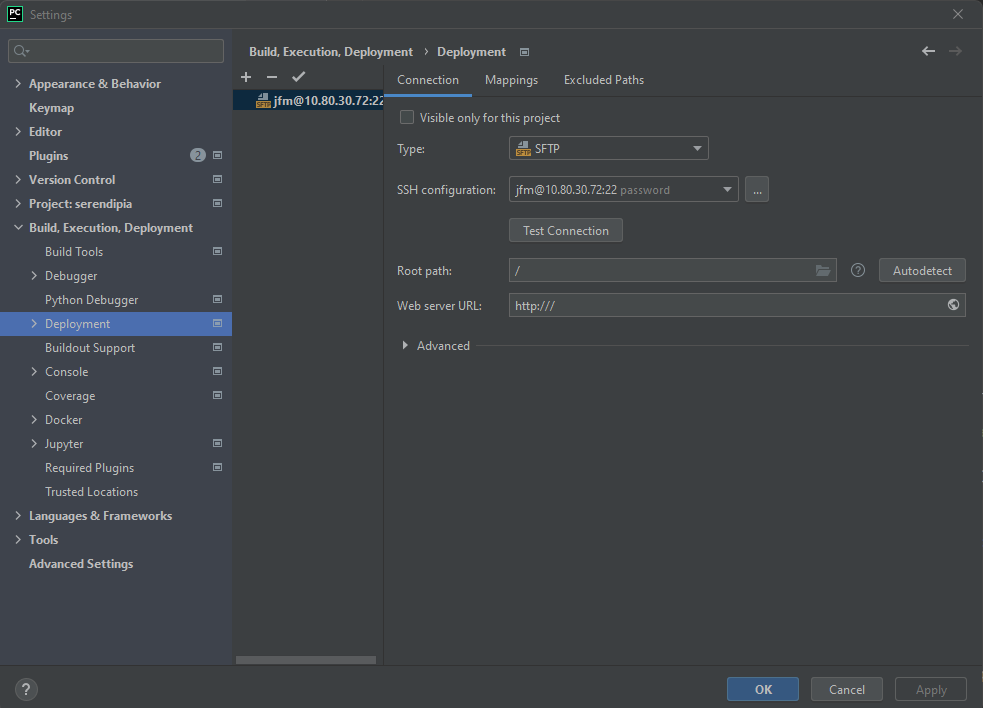 PC Settings
Build, Execution, Deployment › Deployment
Appearance & Behavior
Keymap
Editor
Plugins 2
Version Control
Project: serendipia
Build, Execution, Deployment
Build Tools
Debugger
Python Debugger
Deployment
Buildout Support
Console
Coverage
Docker
Jupyter
Required Plugins
Trusted Locations
Languages & Frameworks
Tools
Advanced Settings
SFTP jfm@10.80.30.72:22
Connection Mappings Excluded Paths
Visible only for this project
Type: SFTP SFTP
SSH configuration: jfm@10.80.30.72:22 password ...
Test Connection
Root path: / ? Autodetect
Web server URL: http:///
Advanced
? OK Cancel Apply